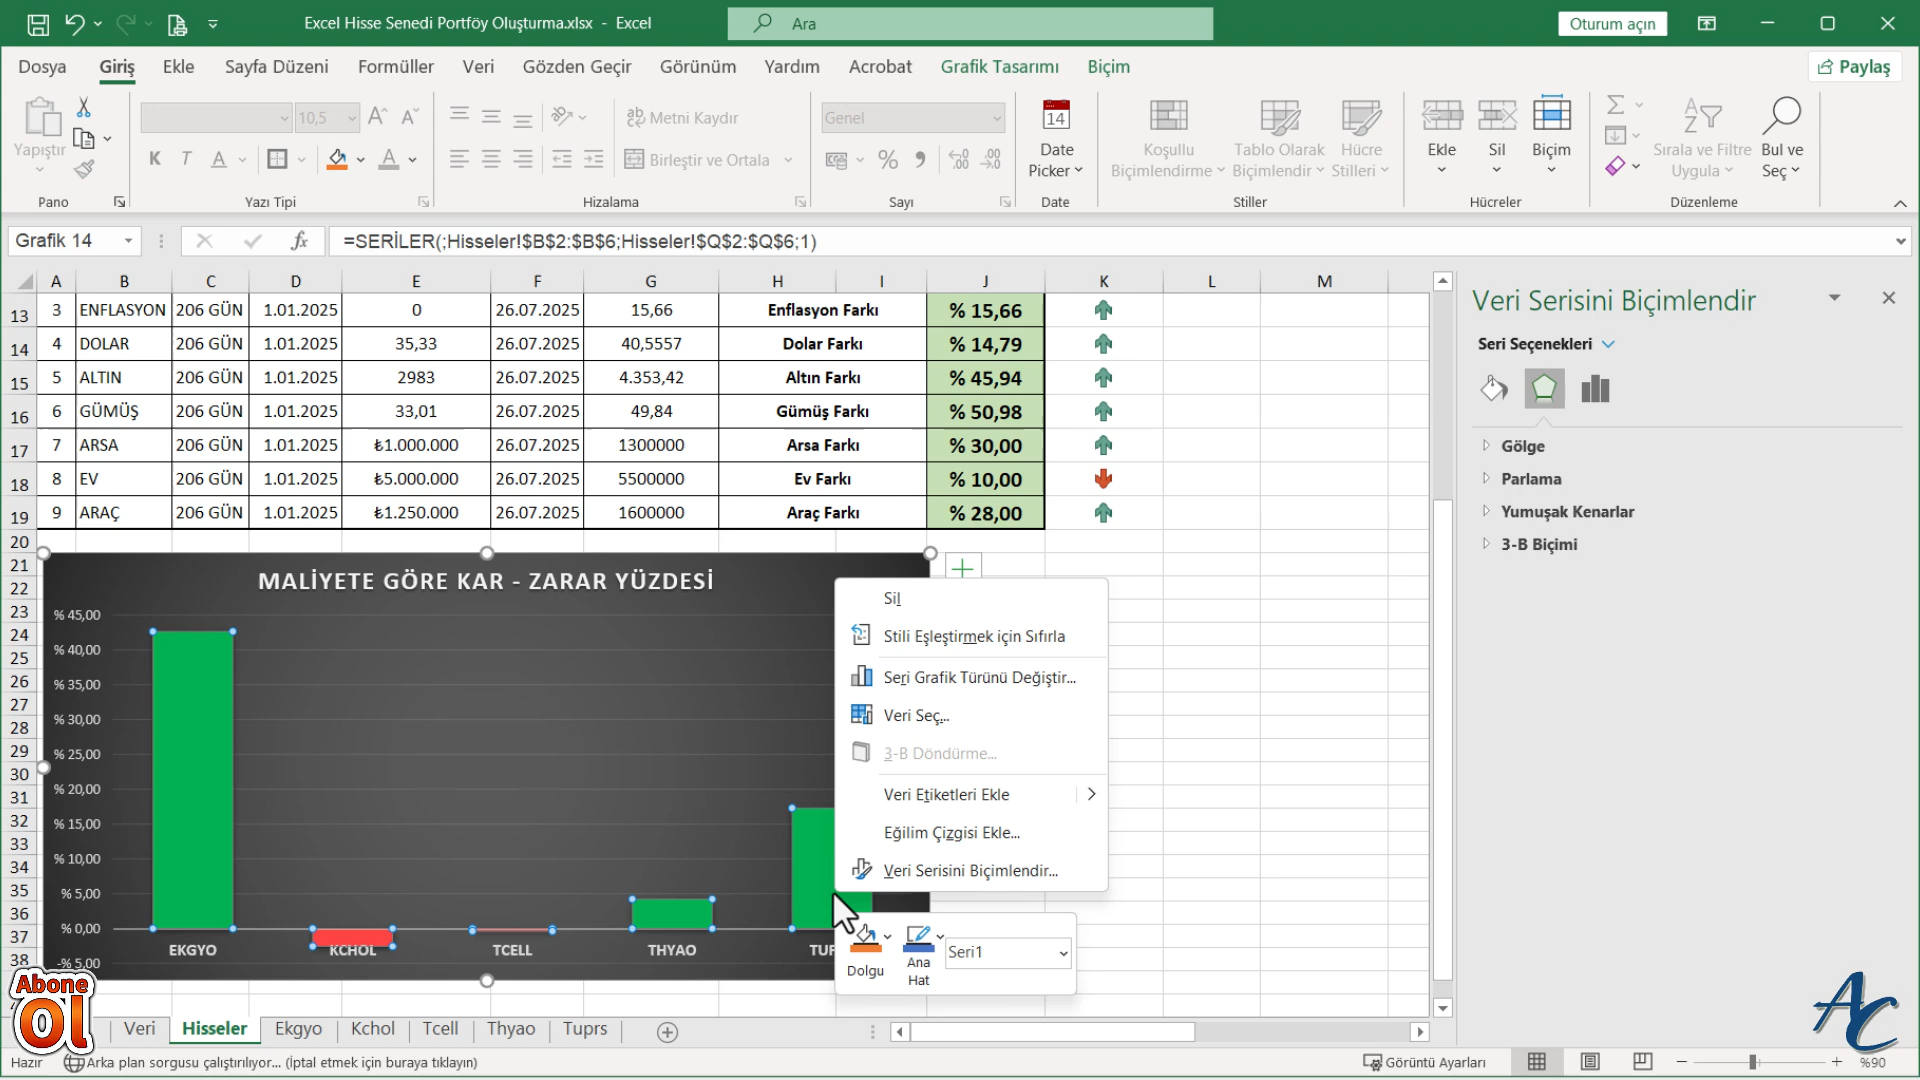 Excel Hisse Senedi Portföy Oluşturma.xlsx - Excel
Ara
Oturum açın
Dosya Giriş Ekle Sayfa Düzeni Formüller Veri Gözden Geçir Görünüm Yardım Acrobat Grafik Tasarımı Biçim Paylaş
Yapıştır
10,5
K T A A
Metni Kaydır
Birleştir ve Ortala
Genel
14
Date Picker
Koşullu Biçimlendirme
Tablo Olarak Biçimlendir
Hücre Stilleri
Ekle Sil Biçim
Sırala ve Filtre Uygula
Bul ve Seç
Pano Yazı Tipi Hizalama Sayı Date Stiller Hücreler Düzenleme
Grafik 14 fx =SERİLER(;Hisseler!$B$2:$B$6;Hisseler!$Q$2:$Q$6;1)
A B C D E F G H I J K L M
13 3 ENFLASYON 206 GÜN 1.01.2025 0 26.07.2025 15,66 Enflasyon Farkı % 15,66
14 4 DOLAR 206 GÜN 1.01.2025 35,33 26.07.2025 40,5557 Dolar Farkı % 14,79
15 5 ALTIN 206 GÜN 1.01.2025 2983 26.07.2025 4.353,42 Altın Farkı % 45,94
16 6 GÜMÜŞ 206 GÜN 1.01.2025 33,01 26.07.2025 49,84 Gümüş Farkı % 50,98
17 7 ARSA 206 GÜN 1.01.2025 ₺1.000.000 26.07.2025 1300000 Arsa Farkı % 30,00
18 8 EV 206 GÜN 1.01.2025 ₺5.000.000 26.07.2025 5500000 Ev Farkı % 10,00
19 9 ARAÇ 206 GÜN 1.01.2025 ₺1.250.000 26.07.2025 1600000 Araç Farkı % 28,00
20
21
22
23
24
25
26
27
28
29
30
31
32
33
34
35
36
37
38
MALİYETE GÖRE KAR - ZARAR YÜZDESİ
% 45,00
% 40,00
% 35,00
% 30,00
% 25,00
% 20,00
% 15,00
% 10,00
% 5,00
% 0,00
-% 5,00
EKGYO KCHOL TCELL THYAO TUP
Sil
Stili Eşleştirmek için Sıfırla
Seri Grafik Türünü Değiştir...
Veri Seç...
3-B Döndürme...
Veri Etiketleri Ekle
Eğilim Çizgisi Ekle...
Veri Serisini Biçimlendir...
Dolgu
Ana Hat
Seri1
Veri Serisini Biçimlendir
Seri Seçenekleri
Gölge
Parlama
Yumuşak Kenarlar
3-B Biçimi
Abone
Ol
AC
Veri Hisseler Ekgyo Kchol Tcell Thyao Tuprs
Hazır Arka plan sorgusu çalıştırılıyor... (İptal etmek için buraya tıklayın) Görüntü Ayarları %90